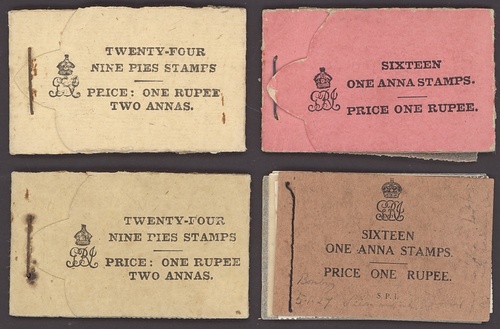 TWENTY-FOUR
NINE PIES STAMPS
PRICE: ONE RUPEE
TWO ANNAS.
SIXTEEN
ONE ANNA STAMPS.
PRICE ONE RUPEE.
TWENTY-FOUR
NINE PIES STAMPS
PRICE: ONE RUPEE
TWO ANNAS.
SIXTEEN
ONE ANNA STAMPS.
PRICE ONE RUPEE.
S. P. I.